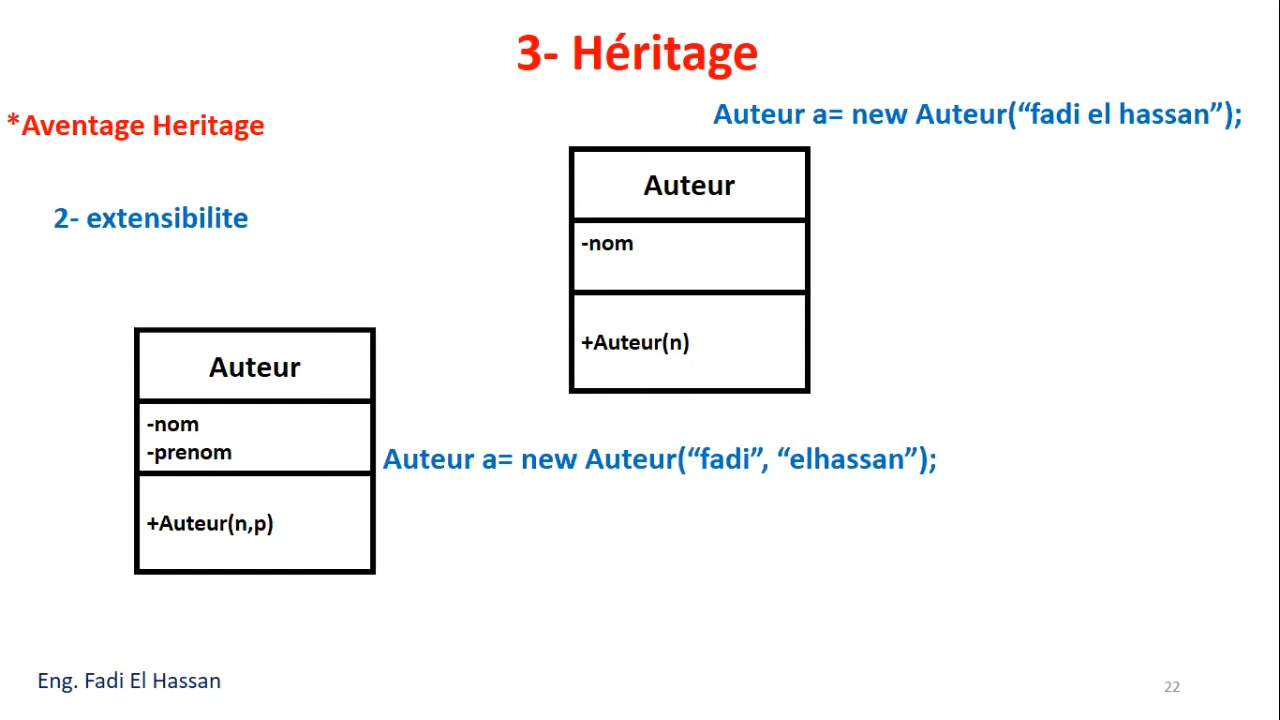 3- Héritage
*Aventage Heritage
Auteur a= new Auteur(“fadi el hassan”);
2- extensibilite
Auteur
-nom
+Auteur(n)
Auteur
-nom
-prenom
+Auteur(n,p)
Auteur a= new Auteur(“fadi”, “elhassan”);
Eng. Fadi El Hassan
22